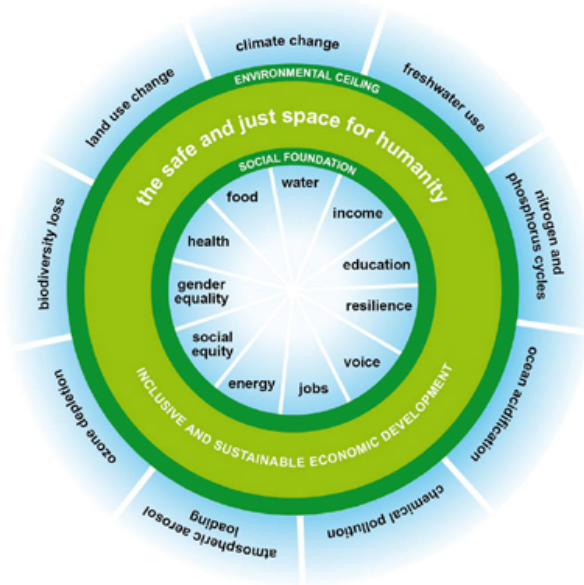 climate change
freshwater use
nitrogen and
phosphorus cycles
ocean acidification
chemical pollution
atmospheric aerosol
loading
ozone depletion
biodiversity loss
land use change
ENVIRONMENTAL CEILING
the safe and just space for humanity
SOCIAL FOUNDATION
water
income
education
resilience
voice
jobs
energy
social
equity
gender
equality
health
food
INCLUSIVE AND SUSTAINABLE ECONOMIC DEVELOPMENT